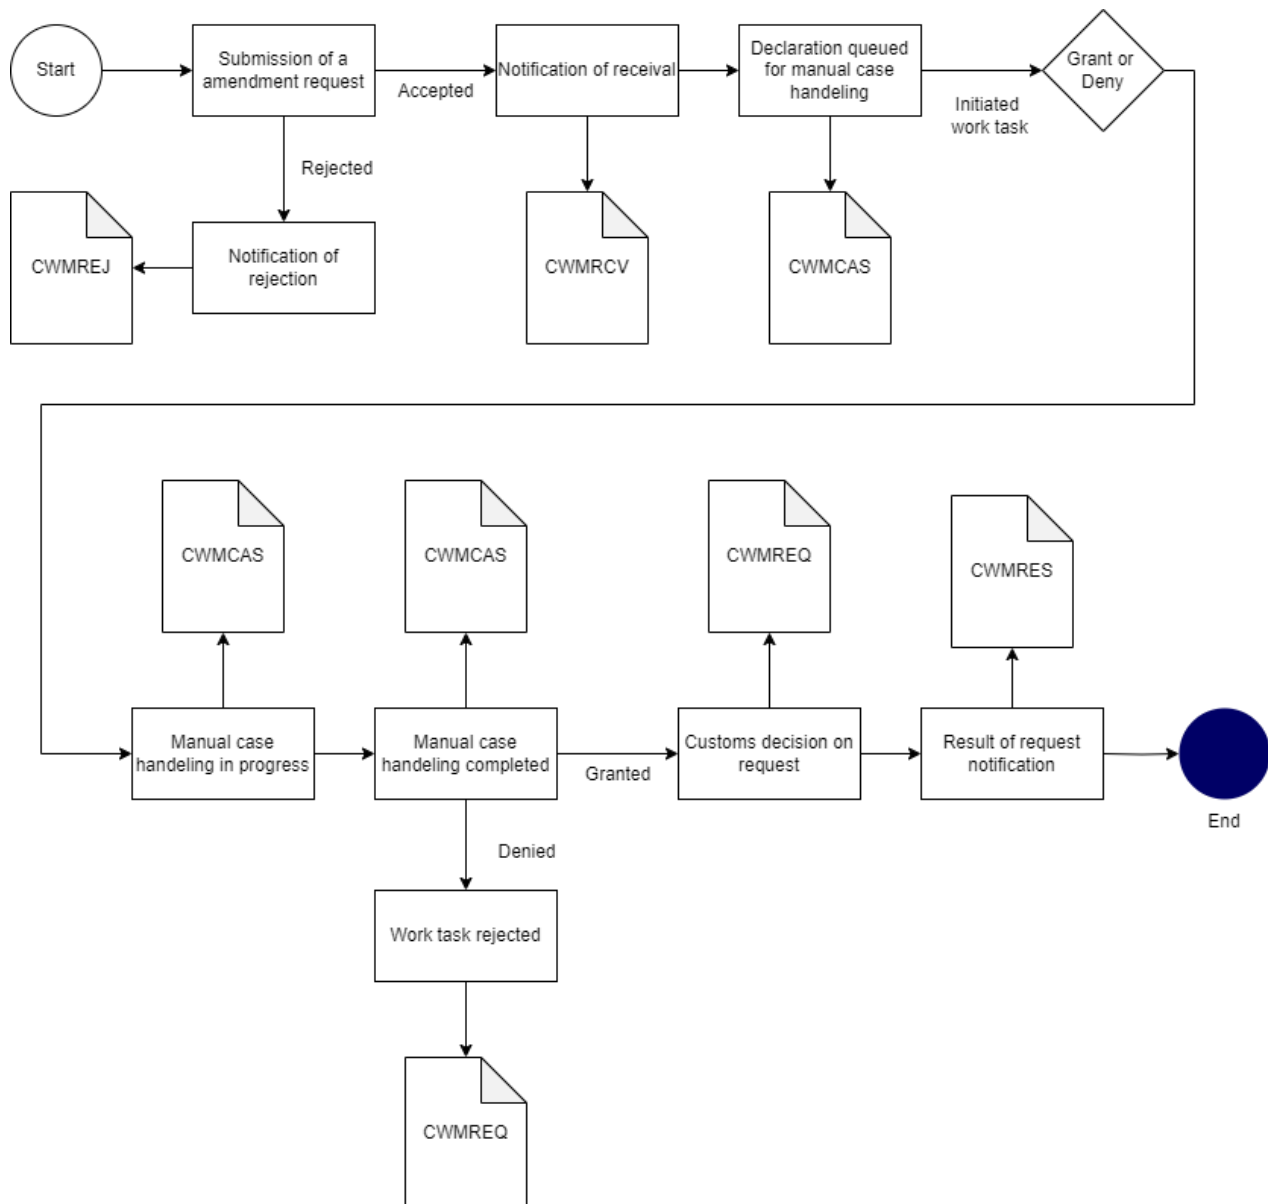 Start
Submission of a
amendment request
Accepted
Notification of receival
Declaration queued
for manual case
handeling
Initiated
work task
Grant or
Deny
Rejected
CWMREJ
Notification of
rejection
CWMRCV
CWMCAS
CWMCAS
CWMCAS
CWMREQ
CWMRES
Manual case
handeling in progress
Manual case
handeling completed
Granted
Customs decision on
request
Result of request
notification
End
Denied
Work task rejected
CWMREQ